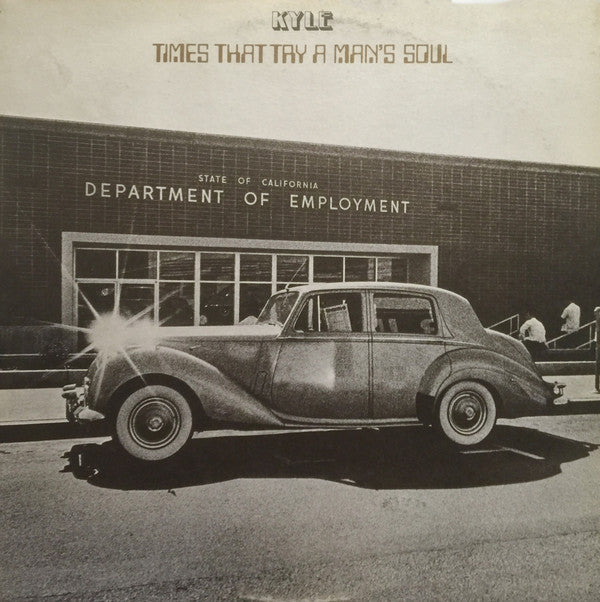 KYLE
TIMES THAT TRY A MAN'S SOUL
STATE OF CALIFORNIA
DEPARTMENT OF EMPLOYMENT